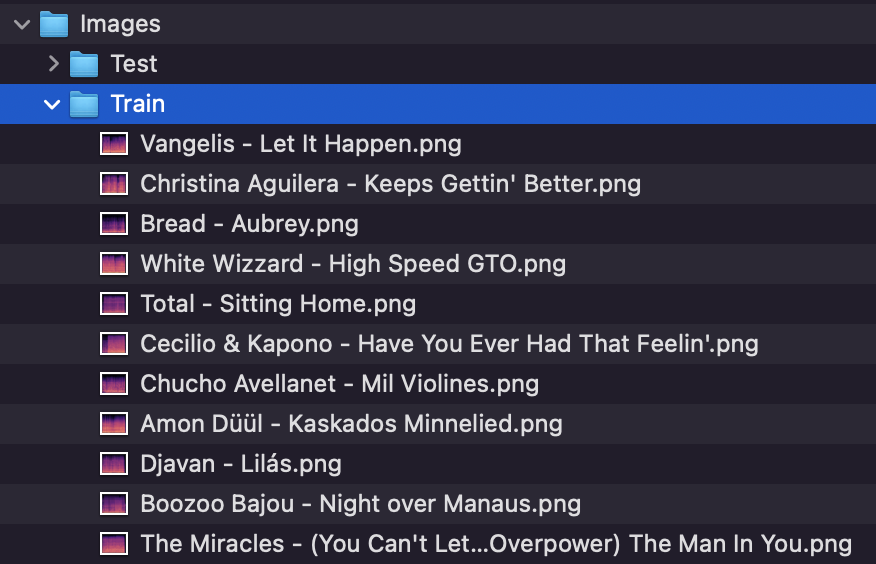 Images
Test
Train
Vangelis - Let It Happen.png
Christina Aguilera - Keeps Gettin' Better.png
Bread - Aubrey.png
White Wizzard - High Speed GTO.png
Total - Sitting Home.png
Cecilio & Kapono - Have You Ever Had That Feelin'.png
Chucho Avellanet - Mil Violines.png
Amon Düül - Kaskados Minnelied.png
Djavan - Lilás.png
Boozoo Bajou - Night over Manaus.png
The Miracles - (You Can't Let...Overpower) The Man In You.png